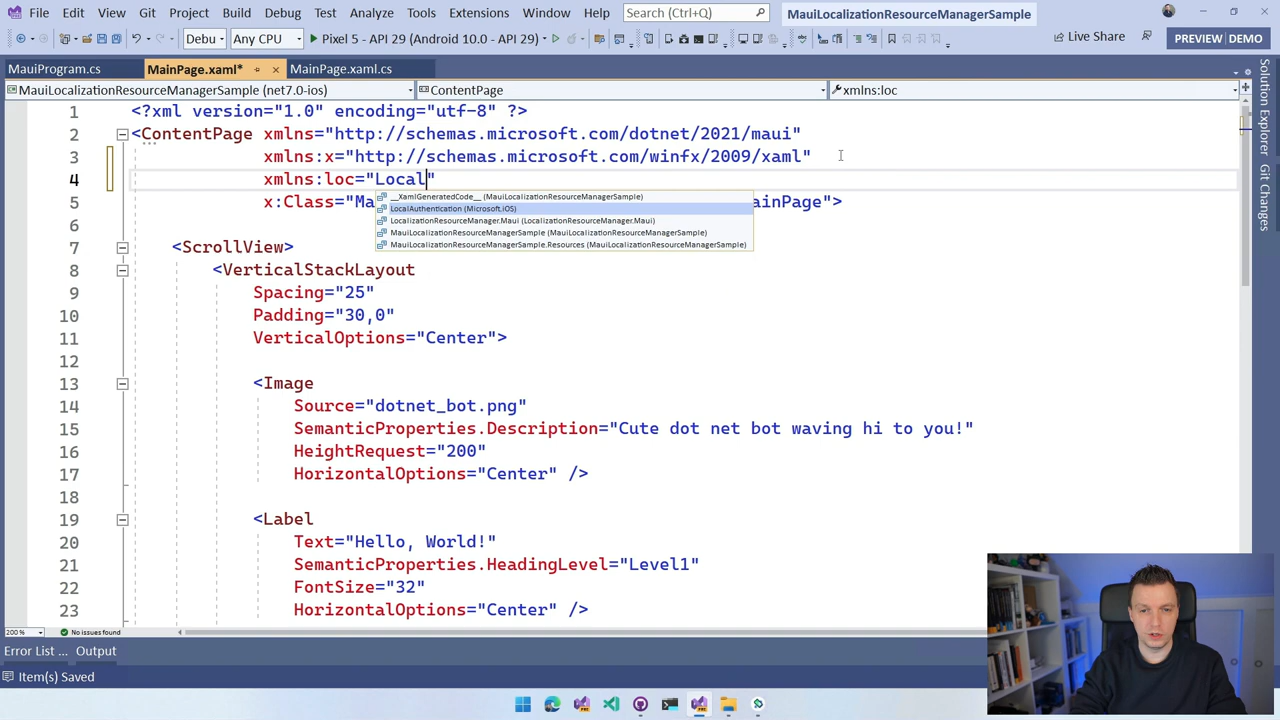 File Edit View Git Project Build Debug Test Analyze Tools Extensions Window Help Search (Ctrl+Q) MauiLocalizationResourceManagerSample
Debu Any CPU Pixel 5 - API 29 (Android 10.0 - API 29) Live Share PREVIEW / DEMO
MauiProgram.cs MainPage.xaml* MainPage.xaml.cs
MauiLocalizationResourceManagerSample (net7.0-ios) ContentPage xmlns:loc
1 <?xml version="1.0" encoding="utf-8" ?>
2 <ContentPage xmlns="http://schemas.microsoft.com/dotnet/2021/maui"
3 xmlns:x="http://schemas.microsoft.com/winfx/2009/xaml"
4 xmlns:loc="Local"
__XamlGeneratedCode__ (MauiLocalizationResourceManagerSample)
5 x:Class="Ma ainPage">
LocalAuthentication (Microsoft.iOS)
LocalizationResourceManager.Maui (LocalizationResourceManager.Maui)
MauiLocalizationResourceManagerSample (MauiLocalizationResourceManagerSample)
MauiLocalizationResourceManagerSample.Resources (MauiLocalizationResourceManagerSample)
6
7 <ScrollView>
8 <VerticalStackLayout
9 Spacing="25"
10 Padding="30,0"
11 VerticalOptions="Center">
12
13 <Image
14 Source="dotnet_bot.png"
15 SemanticProperties.Description="Cute dot net bot waving hi to you!"
16 HeightRequest="200"
17 HorizontalOptions="Center" />
18
19 <Label
20 Text="Hello, World!"
21 SemanticProperties.HeadingLevel="Level1"
22 FontSize="32"
23 HorizontalOptions="Center" />
200 % No issues found
Error List ... Output
Item(s) Saved
Solution Explorer
Git Changes